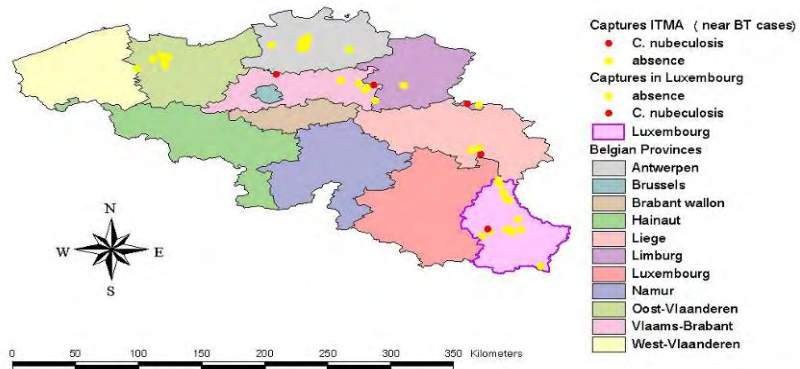 Captures ITMA ( near BT cases)
C. nubeculosis
absence
Captures in Luxembourg
absence
C. nubeculosis
Luxembourg
Belgian Provinces
Antwerpen
Brussels
Brabant wallon
Hainaut
Liege
Limburg
Luxembourg
Namur
Oost-Vlaanderen
Vlaams-Brabant
West-Vlaanderen
N
W E
S
0 50 100 150 200 250 300 350 Kilometers